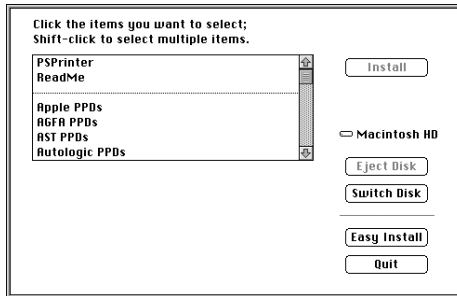 Click the items you want to select;
Shift-click to select multiple items.
PSPrinter
ReadMe
Apple PPDs
AGFA PPDs
AST PPDs
Autologic PPDs
Install
Macintosh HD
Eject Disk
Switch Disk
Easy Install
Quit